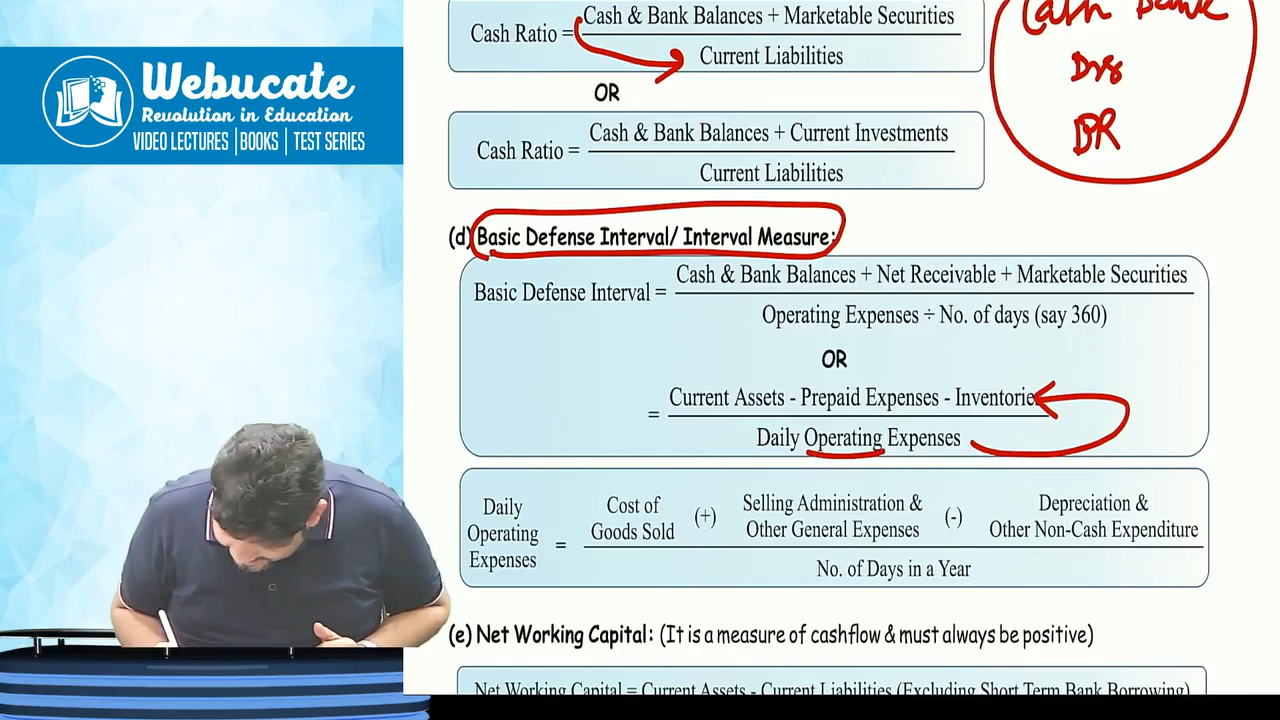 Webucate
Revolution in Education
VIDEO LECTURES | BOOKS | TEST SERIES
Cash Ratio = Cash & Bank Balances + Marketable Securities
Current Liabilities
OR
Cash Ratio = Cash & Bank Balances + Current Investments
Current Liabilities
Cash Bank
Drs
BR
(d) Basic Defense Interval/ Interval Measure:
Basic Defense Interval = Cash & Bank Balances + Net Receivable + Marketable Securities
Operating Expenses ÷ No. of days (say 360)
OR
= Current Assets - Prepaid Expenses - Inventorie
Daily Operating Expenses
Daily Operating Expenses = Cost of Goods Sold (+) Selling Administration & Other General Expenses (-) Depreciation & Other Non-Cash Expenditure
No. of Days in a Year
(e) Net Working Capital: (It is a measure of cashflow & must always be positive)
Net Working Capital = Current Assets - Current Liabilities (Excluding Short Term Bank Borrowing)